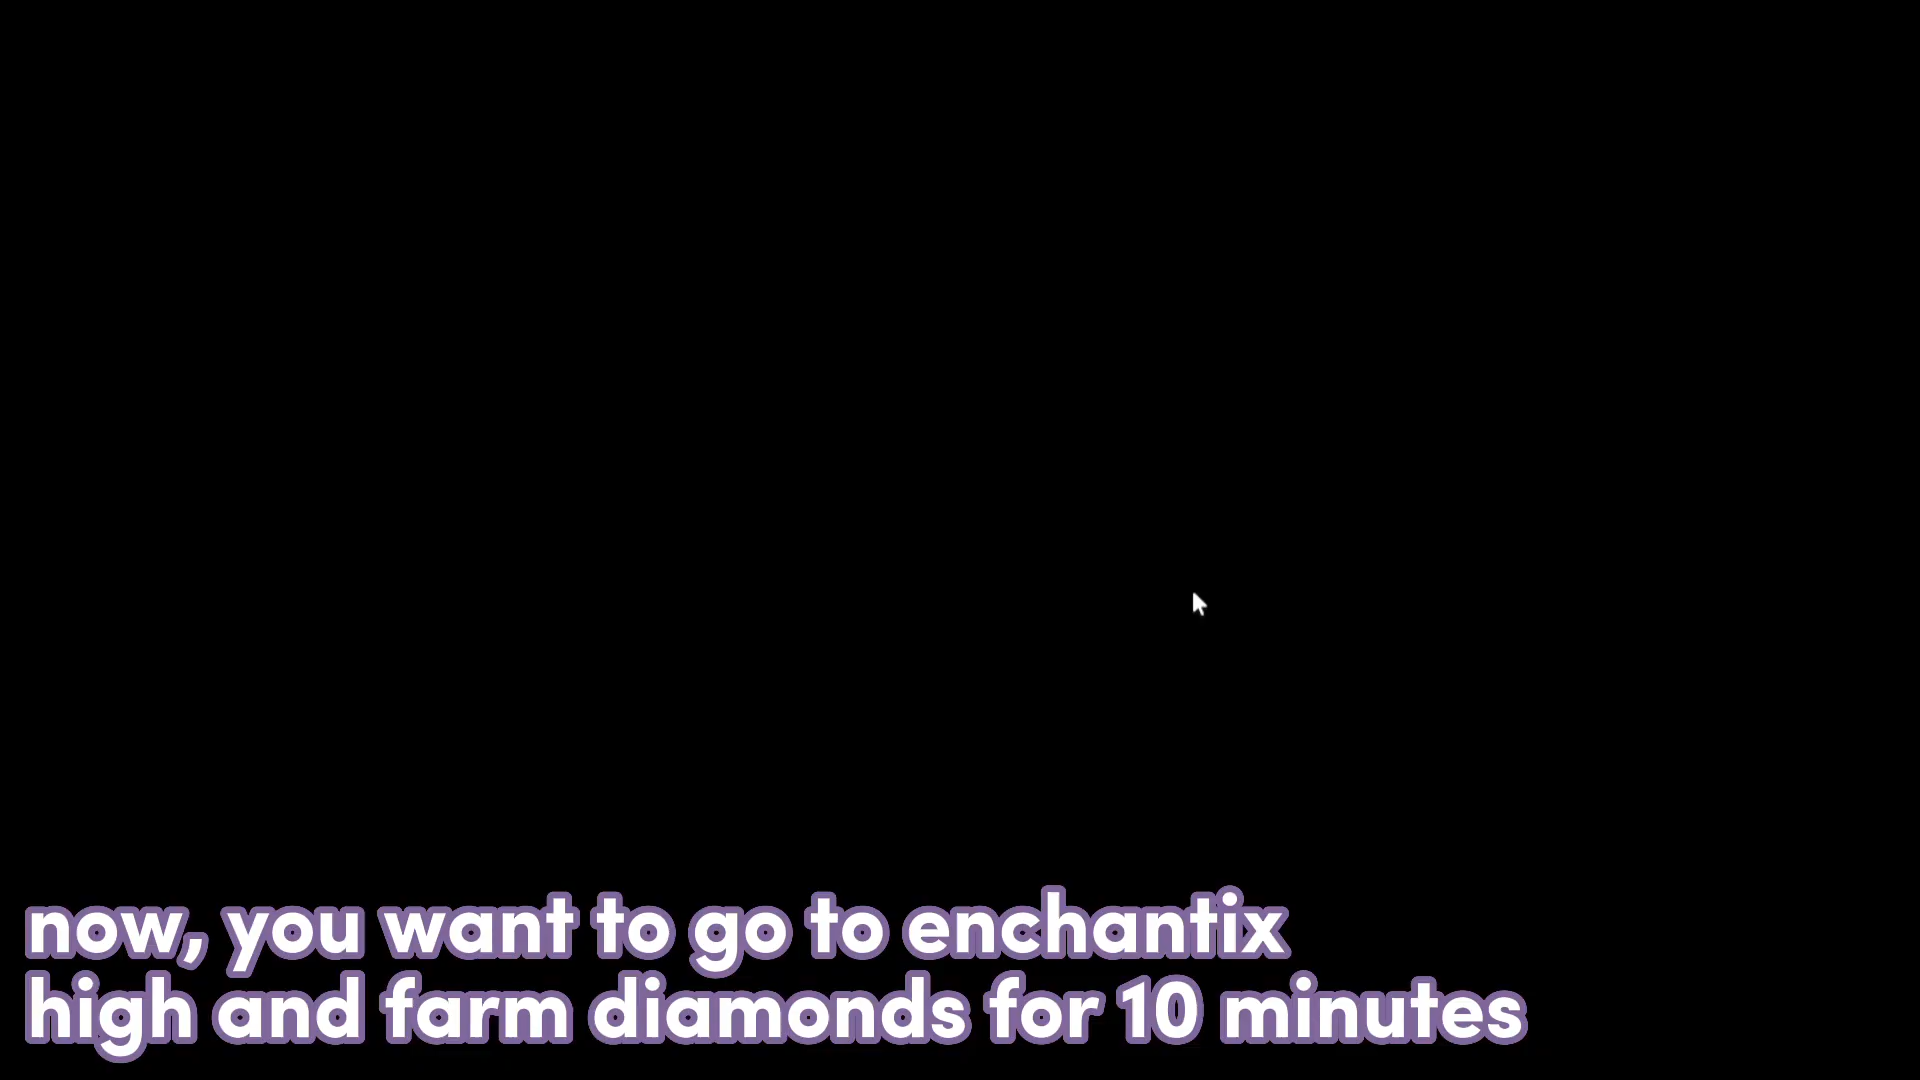 now, you want to go to enchantix
high and farm diamonds for 10 minutes